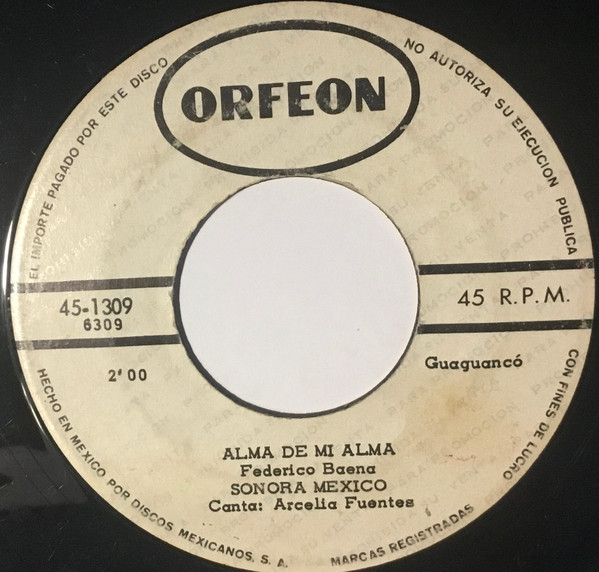 ORFEON
EL IMPORTE PAGADO POR ESTE DISCO
NO AUTORIZA SU EJECUCION PUBLICA
CON FINES DE LUCRO
45-1309
6309
45 R.P.M.
2' 00
Guaguancó
ALMA DE MI ALMA
Federico Baena
SONORA MEXICO
Canta: Arcelia Fuentes
HECHO EN MEXICO POR DISCOS MEXICANOS, S. A.
MARCAS REGISTRADAS